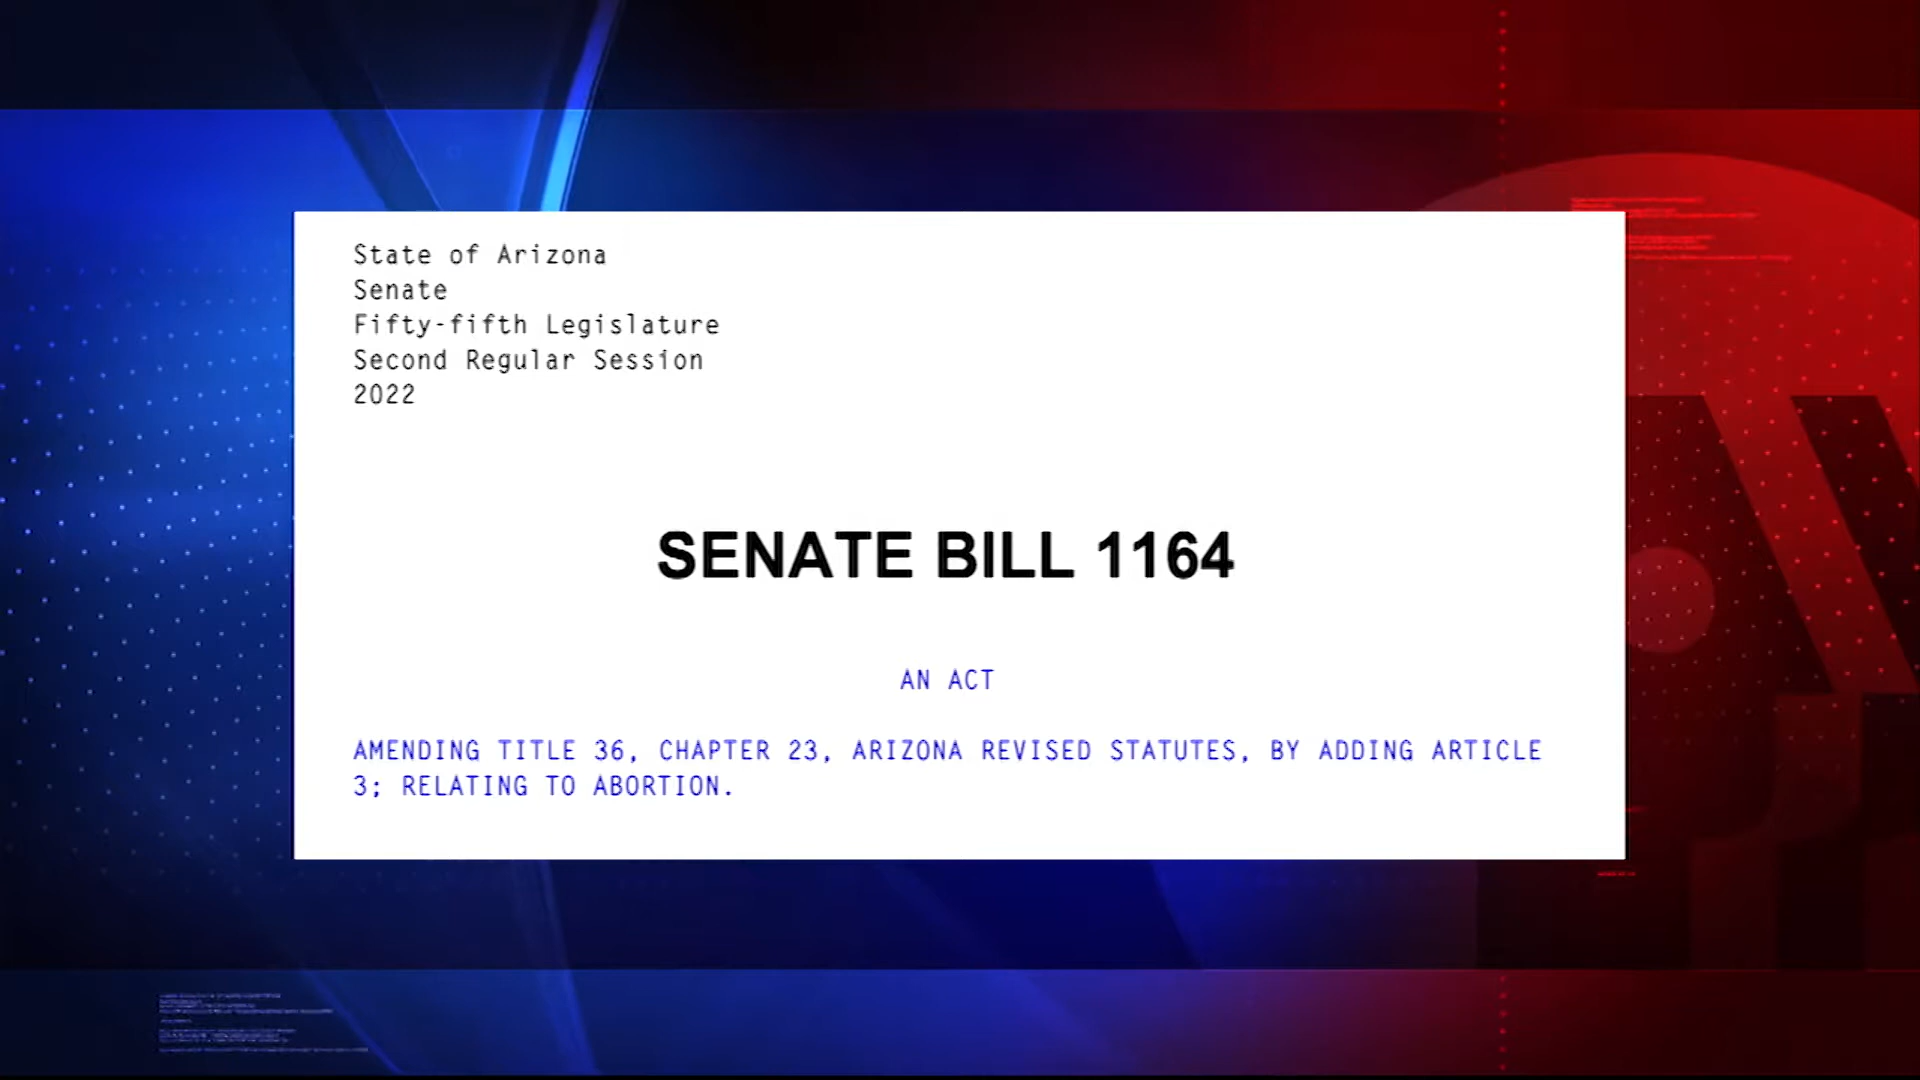 State of Arizona
Senate
Fifty-fifth Legislature
Second Regular Session
2022
SENATE BILL 1164
AN ACT
AMENDING TITLE 36, CHAPTER 23, ARIZONA REVISED STATUTES, BY ADDING ARTICLE
3; RELATING TO ABORTION.